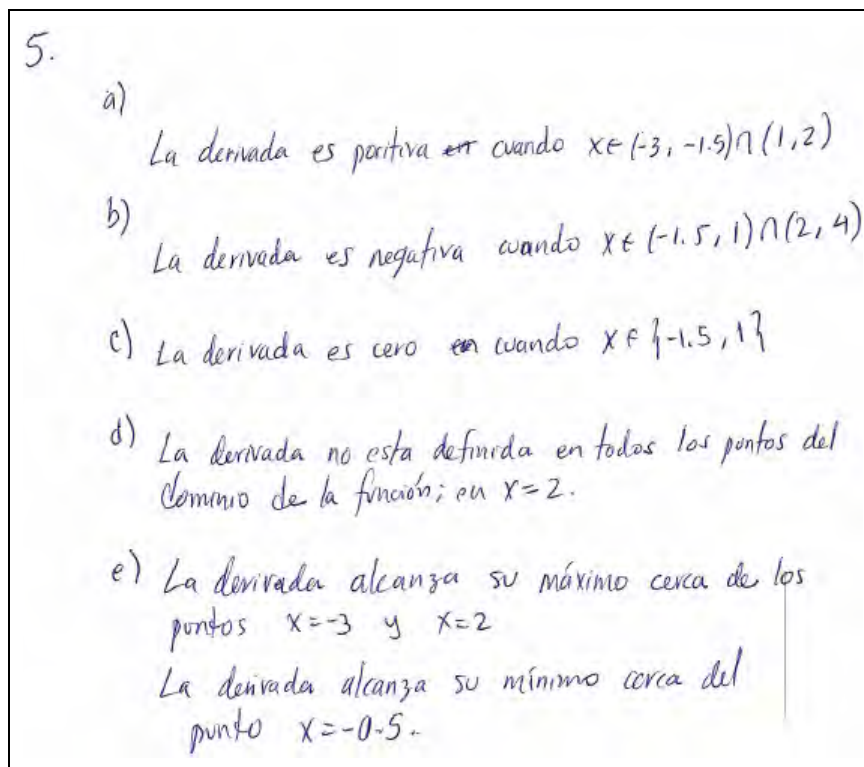 5.
a)
La derivada es positiva cuando x∈(-3, -1.5)∩(1,2)
b)
La derivada es negativa cuando x∈(-1.5, 1)∩(2, 4)
c) La derivada es cero cuando x∈{-1.5, 1}
d) La derivada no esta definida en todos los puntos del
dominio de la función; en x=2.
e) La derivada alcanza su máximo cerca de los
puntos x=-3 y x=2
La derivada alcanza su mínimo cerca del
punto x=-0.5.